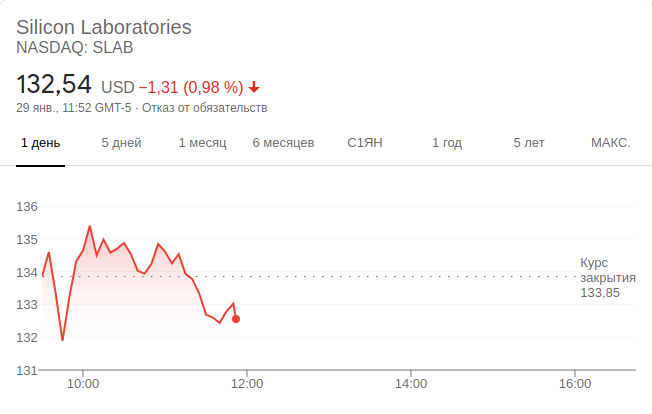 Silicon Laboratories
NASDAQ: SLAB
132,54 USD −1,31 (0,98 %)
29 янв., 11:52 GMT-5 · Отказ от обязательств
1 день 5 дней 1 месяц 6 месяцев С1ЯН 1 год 5 лет МАКС.
136
135
134
133
132
131
Курс
закрытия
133,85
10:00 12:00 14:00 16:00